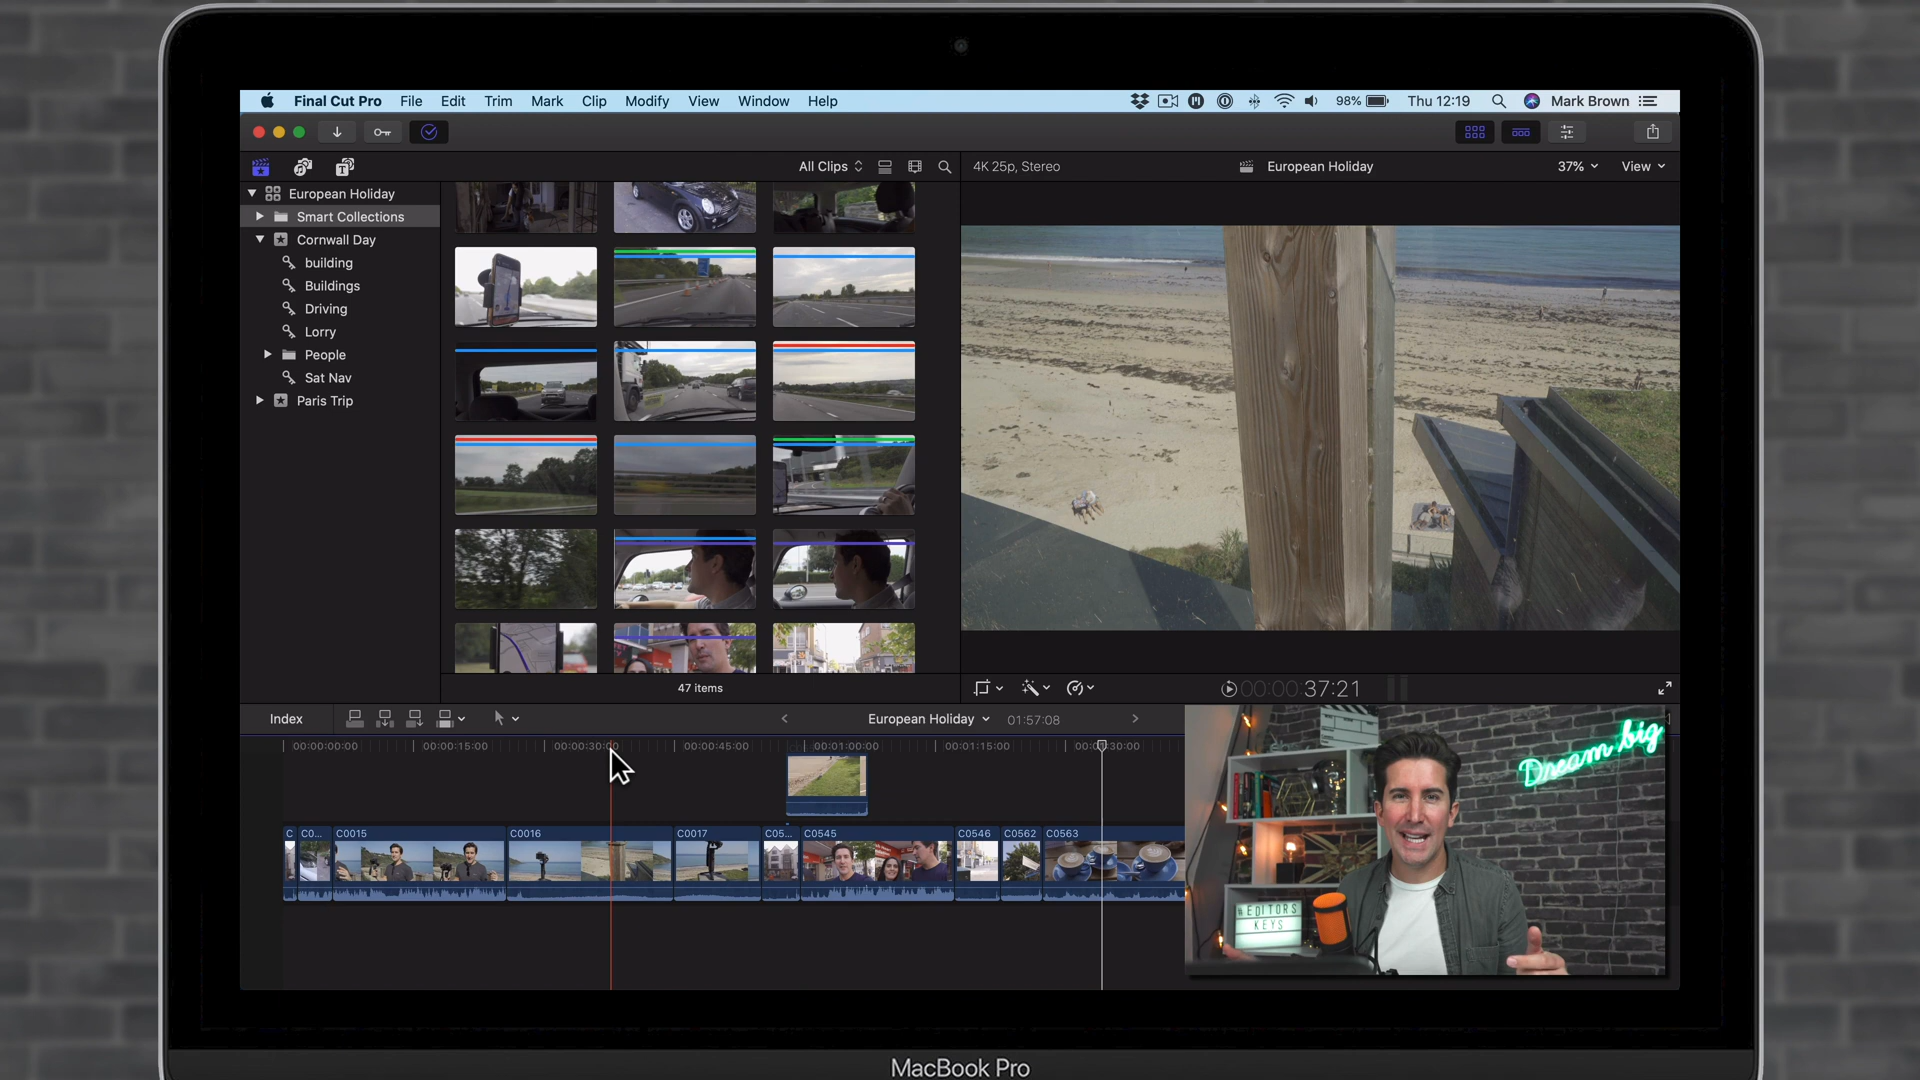 Final Cut Pro File Edit Trim Mark Clip Modify View Window Help 98% Thu 12:19 Mark Brown
All Clips 4K 25p, Stereo European Holiday 37% View
European Holiday
Smart Collections
Cornwall Day
building
Buildings
Driving
Lorry
People
Sat Nav
Paris Trip
47 items
00:00:00:37:21
Index European Holiday 01:57:08
00:00:00:00 00:00:15:00 00:00:30:00 00:00:45:00 00:01:00:00 00:01:15:00 00:01:30:00
C C0... C0015 C0016 C0017 C05... C0545 C0546 C0562 C0563
Dream big
#EDITORS
KEYS
MacBook Pro